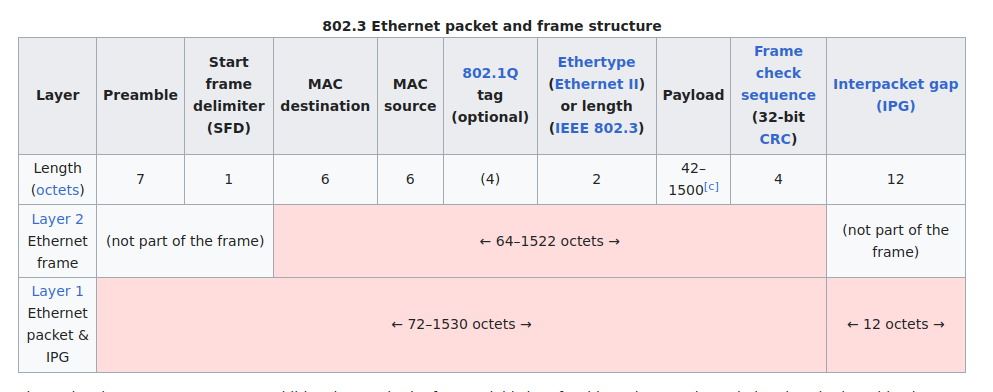 802.3 Ethernet packet and frame structure
Layer
Preamble
Start
frame
delimiter
(SFD)
MAC
destination
MAC
source
802.1Q
tag
(optional)
Ethertype
(Ethernet II)
or length
(IEEE 802.3)
Payload
Frame
check
sequence
(32-bit
CRC)
Interpacket gap
(IPG)
Length
(octets)
7
1
6
6
(4)
2
42–
1500[c]
4
12
Layer 2
Ethernet
frame
(not part of the frame)
← 64–1522 octets →
(not part of the
frame)
Layer 1
Ethernet
packet &
IPG
← 72–1530 octets →
← 12 octets →